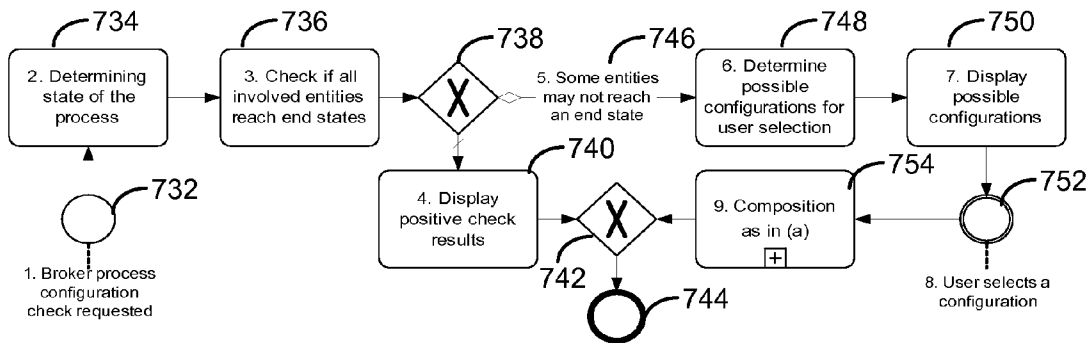 734
736
738
746
748
750
2. Determining
state of the
process
3. Check if all
involved entities
reach end states
X
5. Some entities
may not reach
an end state
6. Determine
possible
configurations for
user selection
7. Display
possible
configurations
732
740
754
752
4. Display
positive check
results
X
9. Composition
as in (a)
+
742
744
1. Broker process
configuration
check requested
8. User selects a
configuration